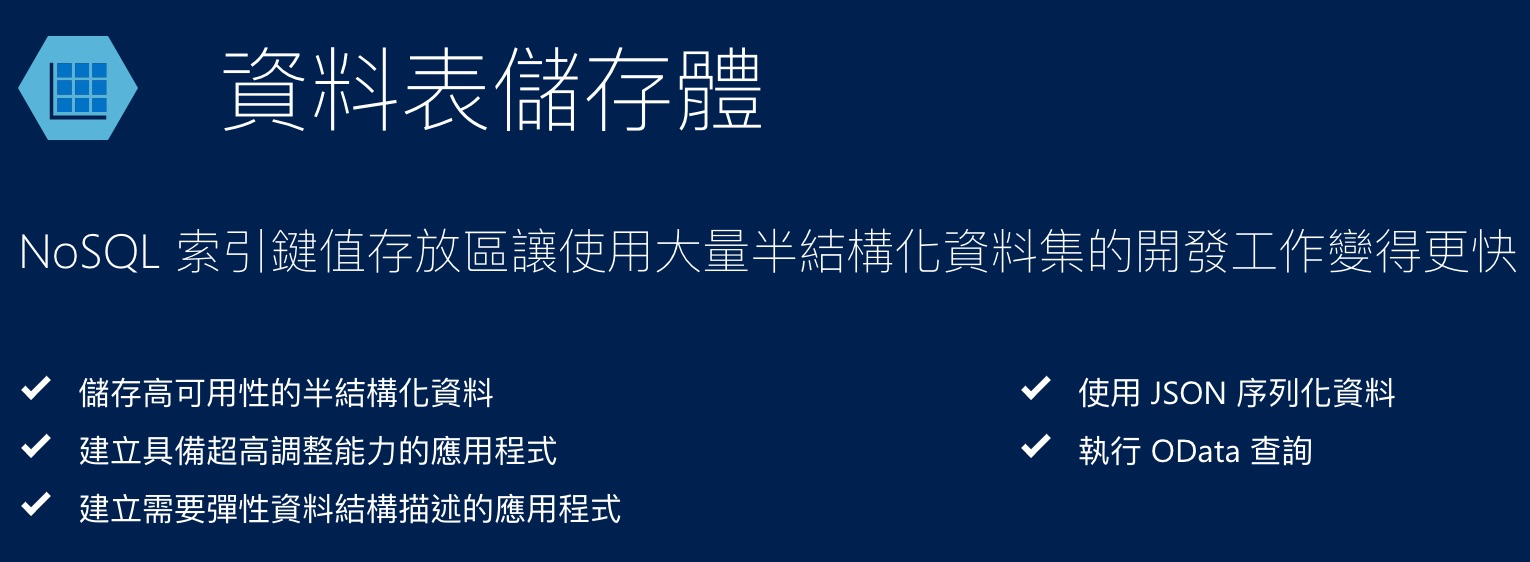 資料表儲存體
NoSQL 索引鍵值存放區讓使用大量半結構化資料集的開發工作變得更快
儲存高可用性的半結構化資料
建立具備超高調整能力的應用程式
建立需要彈性資料結構描述的應用程式
使用 JSON 序列化資料
執行 OData 查詢